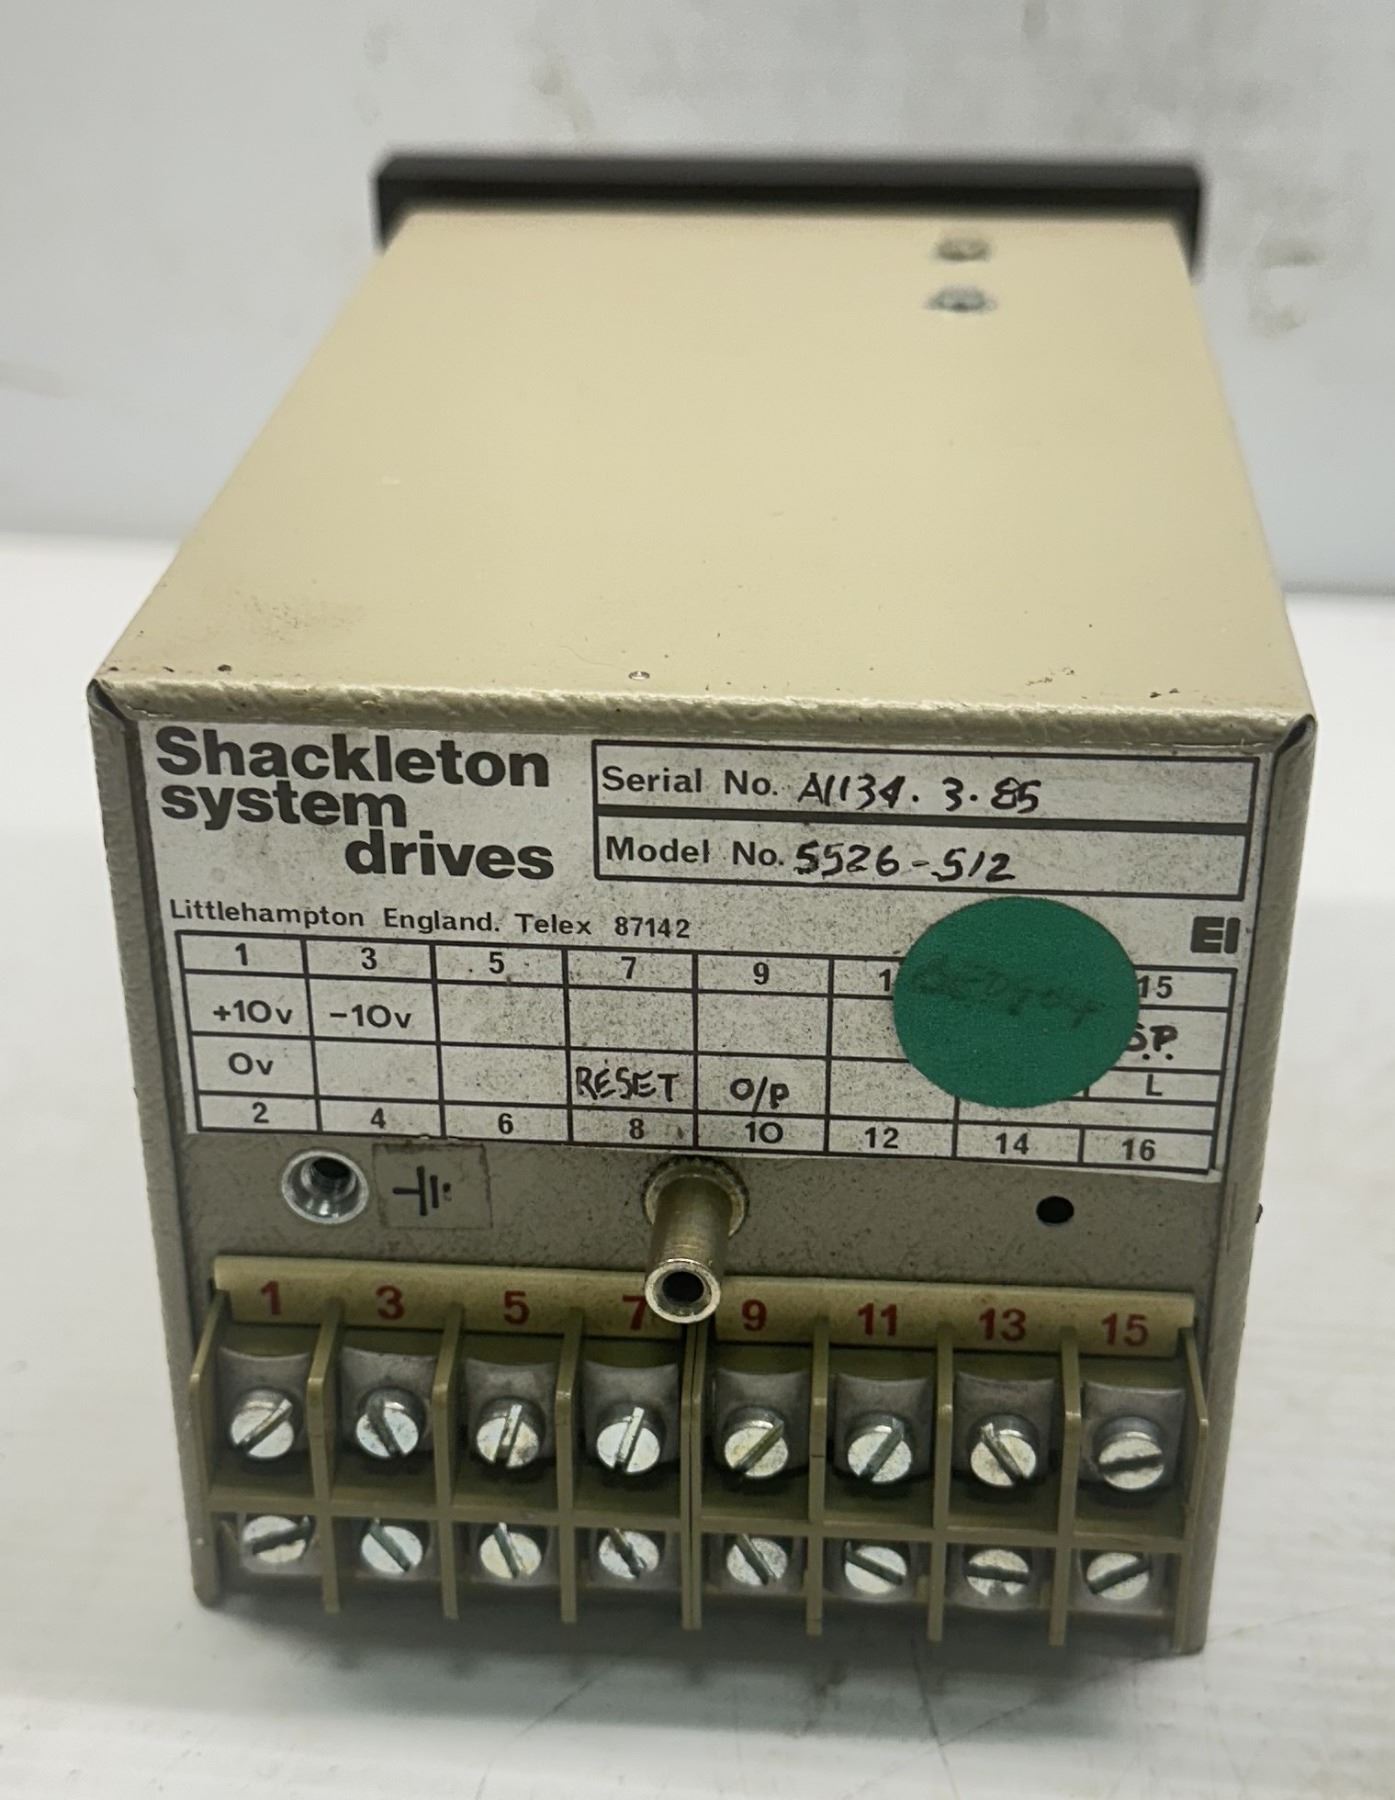 Shackleton
system
drives
Serial No. A1134.3.85
Model No. 5526-512
Littlehampton England. Telex 87142
EI
1 3 5 7 9 15
+10v -10v S.P.
0v RESET O/P L
2 4 6 8 10 12 14 16
1 3 5 7 9 11 13 15